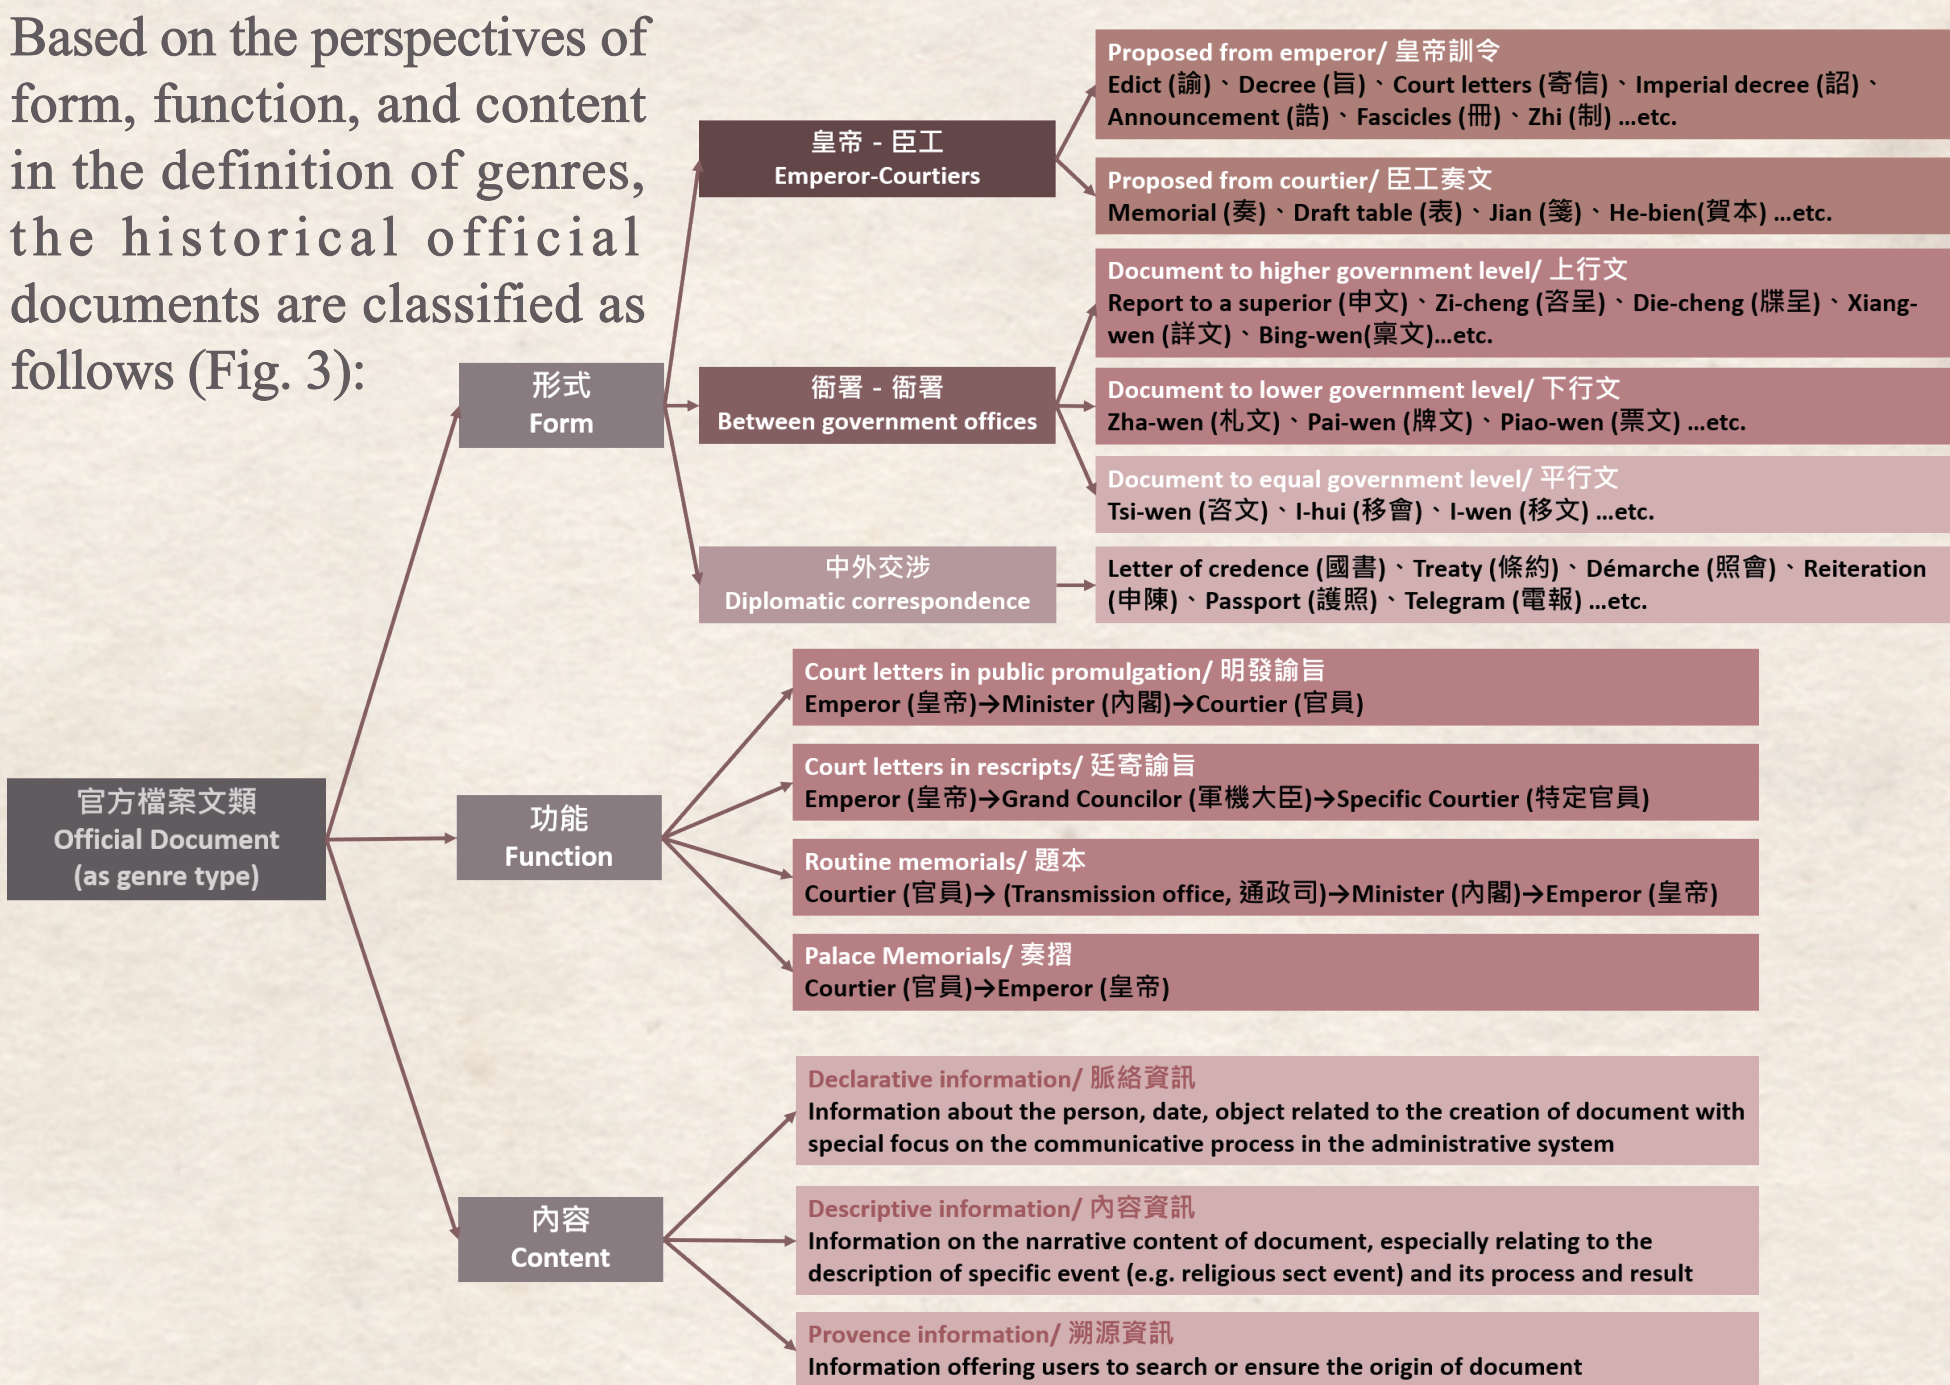 Based on the perspectives of
form, function, and content
in the definition of genres,
the historical official
documents are classified as
follows (Fig. 3):
官方檔案文類
Official Document
(as genre type)
形式
Form
皇帝 - 臣工
Emperor-Courtiers
Proposed from emperor/ 皇帝訓令
Edict (諭)、Decree (旨)、Court letters (寄信)、Imperial decree (詔)、
Announcement (誥)、Fascicles (冊)、Zhi (制) ...etc.
Proposed from courtier/ 臣工奏文
Memorial (奏)、Draft table (表)、Jian (箋)、He-bien(賀本) ...etc.
衙署 - 衙署
Between government offices
Document to higher government level/ 上行文
Report to a superior (申文)、Zi-cheng (咨呈)、Die-cheng (牒呈)、Xiang-
wen (詳文)、Bing-wen(稟文)...etc.
Document to lower government level/ 下行文
Zha-wen (札文)、Pai-wen (牌文)、Piao-wen (票文) ...etc.
Document to equal government level/ 平行文
Tsi-wen (咨文)、I-hui (移會)、I-wen (移文) ...etc.
中外交涉
Diplomatic correspondence
Letter of credence (國書)、Treaty (條約)、Démarche (照會)、Reiteration
(申陳)、Passport (護照)、Telegram (電報) ...etc.
功能
Function
Court letters in public promulgation/ 明發諭旨
Emperor (皇帝)→Minister (內閣)→Courtier (官員)
Court letters in rescripts/ 廷寄諭旨
Emperor (皇帝)→Grand Councilor (軍機大臣)→Specific Courtier (特定官員)
Routine memorials/ 題本
Courtier (官員)→ (Transmission office, 通政司)→Minister (內閣)→Emperor (皇帝)
Palace Memorials/ 奏摺
Courtier (官員)→Emperor (皇帝)
內容
Content
Declarative information/ 脈絡資訊
Information about the person, date, object related to the creation of document with
special focus on the communicative process in the administrative system
Descriptive information/ 內容資訊
Information on the narrative content of document, especially relating to the
description of specific event (e.g. religious sect event) and its process and result
Provence information/ 溯源資訊
Information offering users to search or ensure the origin of document